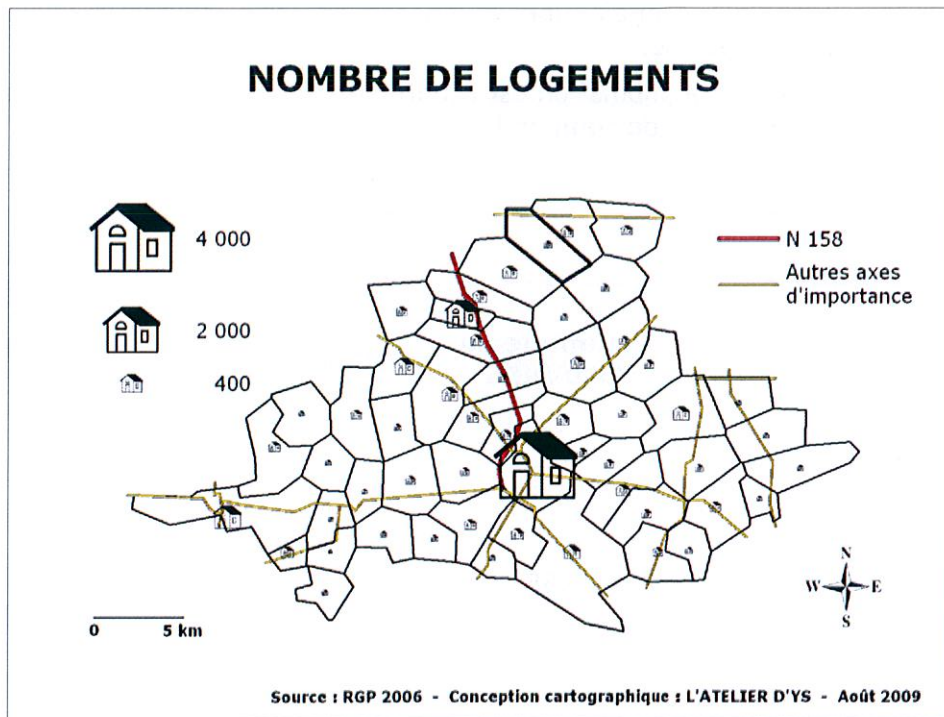 NOMBRE DE LOGEMENTS
4 000
2 000
400
N 158
Autres axes
d'importance
0 5 km
N
W E
S
Source : RGP 2006 - Conception cartographique : L'ATELIER D'YS - Août 2009